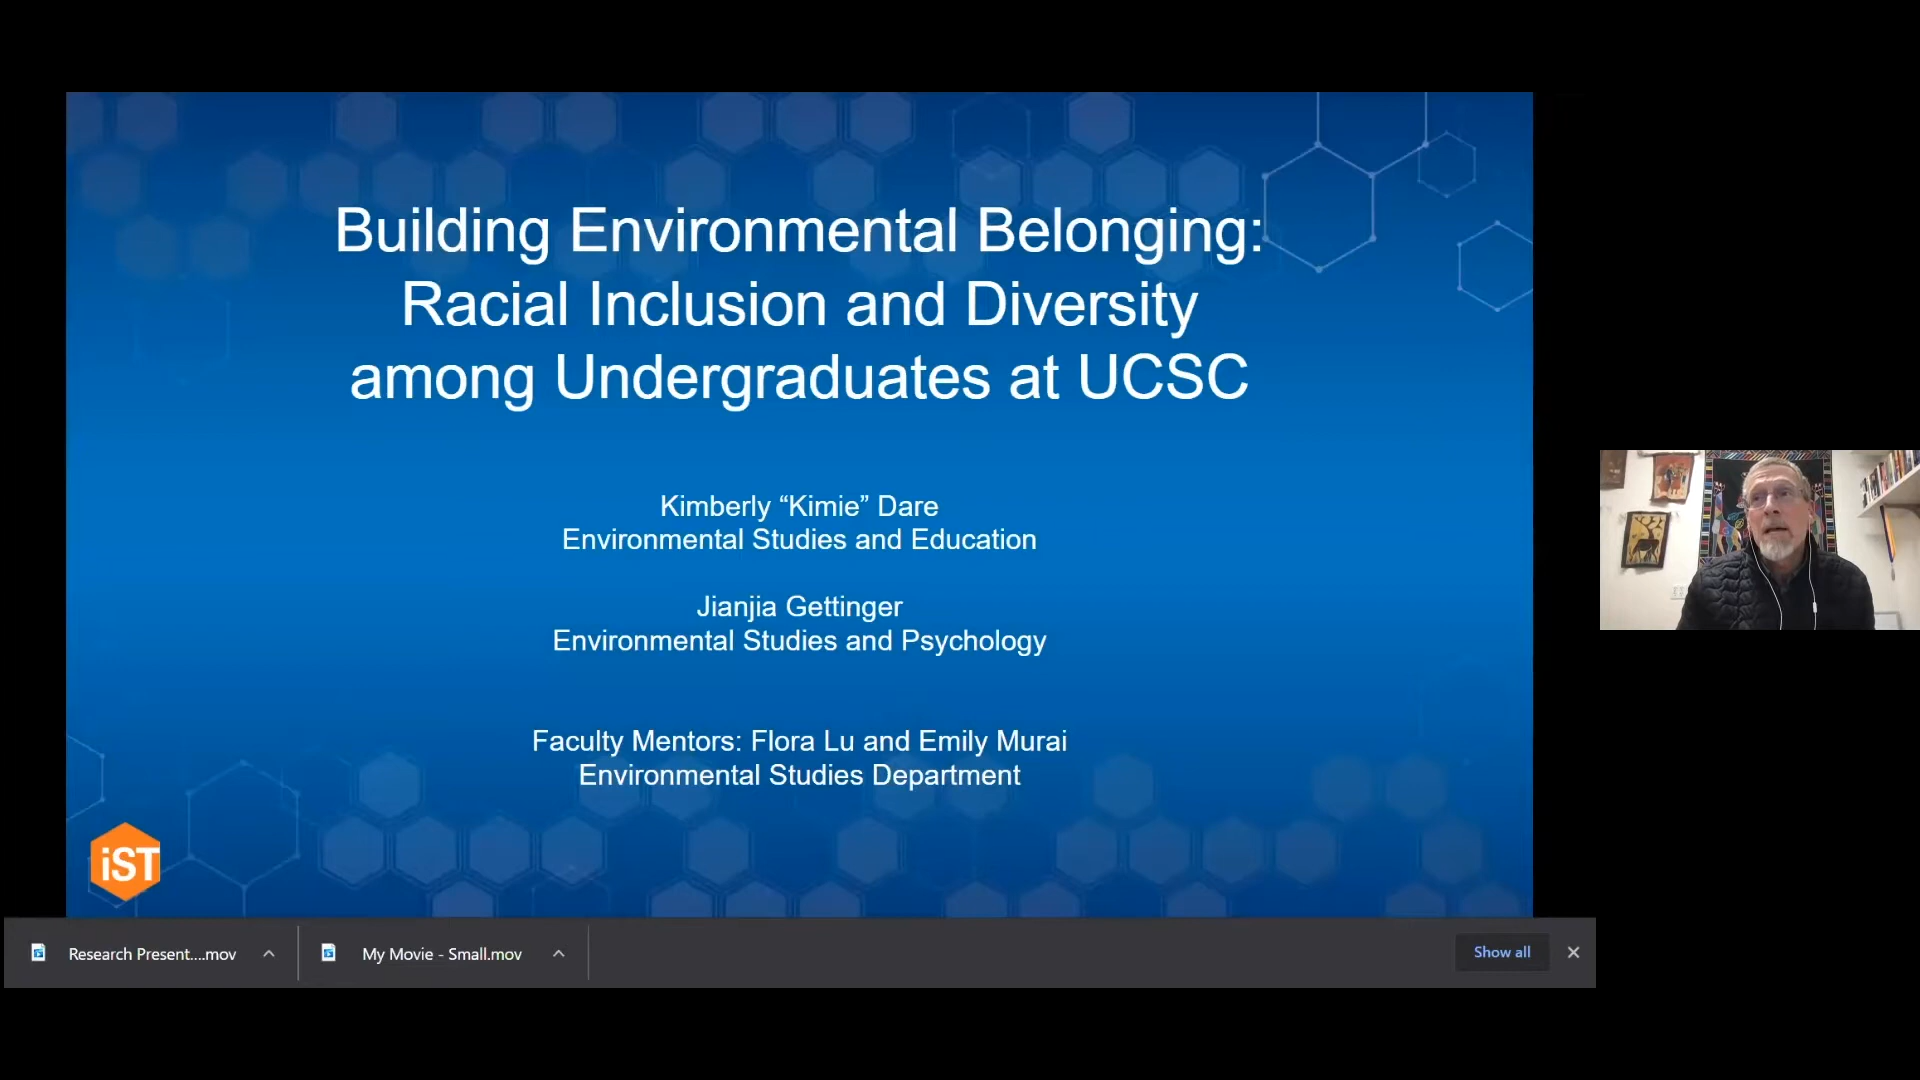 Building Environmental Belonging:
Racial Inclusion and Diversity
among Undergraduates at UCSC
Kimberly “Kimie” Dare
Environmental Studies and Education
Jianjia Gettinger
Environmental Studies and Psychology
Faculty Mentors: Flora Lu and Emily Murai
Environmental Studies Department
iST
Research Present....mov
My Movie - Small.mov
Show all